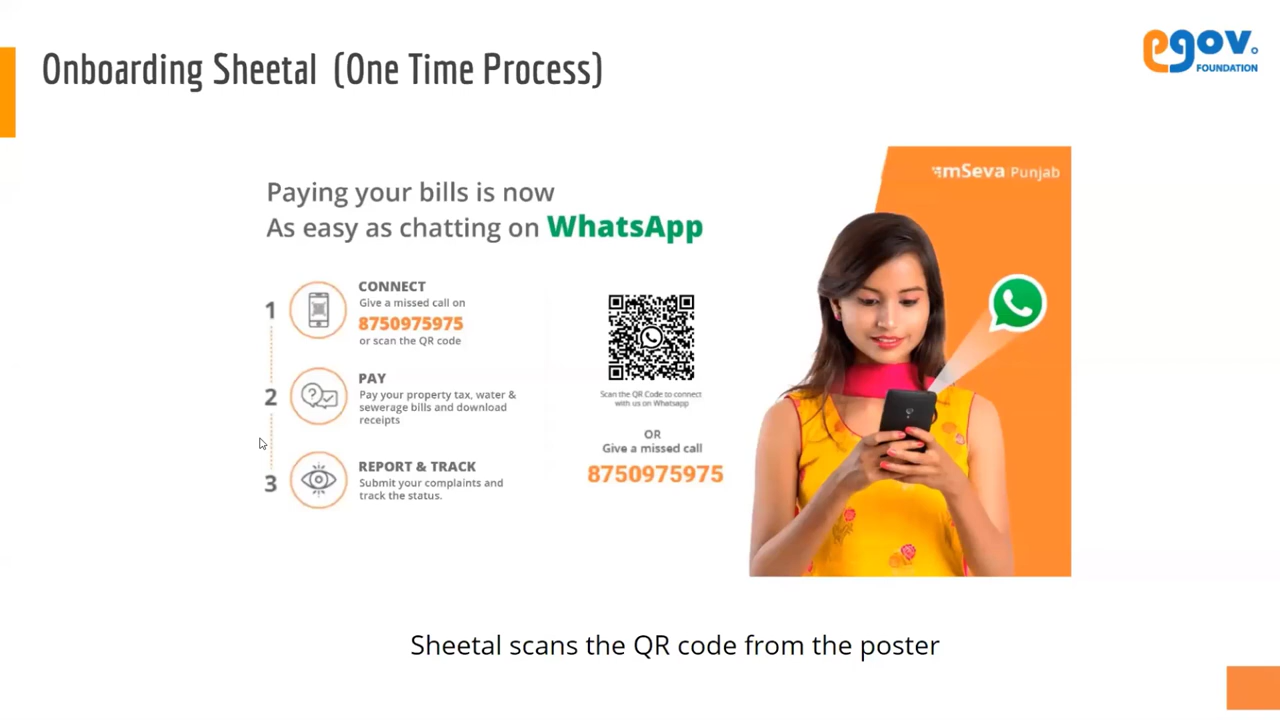 Onboarding Sheetal (One Time Process)
egov.
FOUNDATION
mSeva Punjab
Paying your bills is now
As easy as chatting on WhatsApp
1
CONNECT
Give a missed call on
8750975975
or scan the QR code
2
PAY
Pay your property tax, water &
sewerage bills and download
receipts
3
REPORT & TRACK
Submit your complaints and
track the status.
Scan the QR Code to connect
with us on Whatsapp
OR
Give a missed call
8750975975
Sheetal scans the QR code from the poster